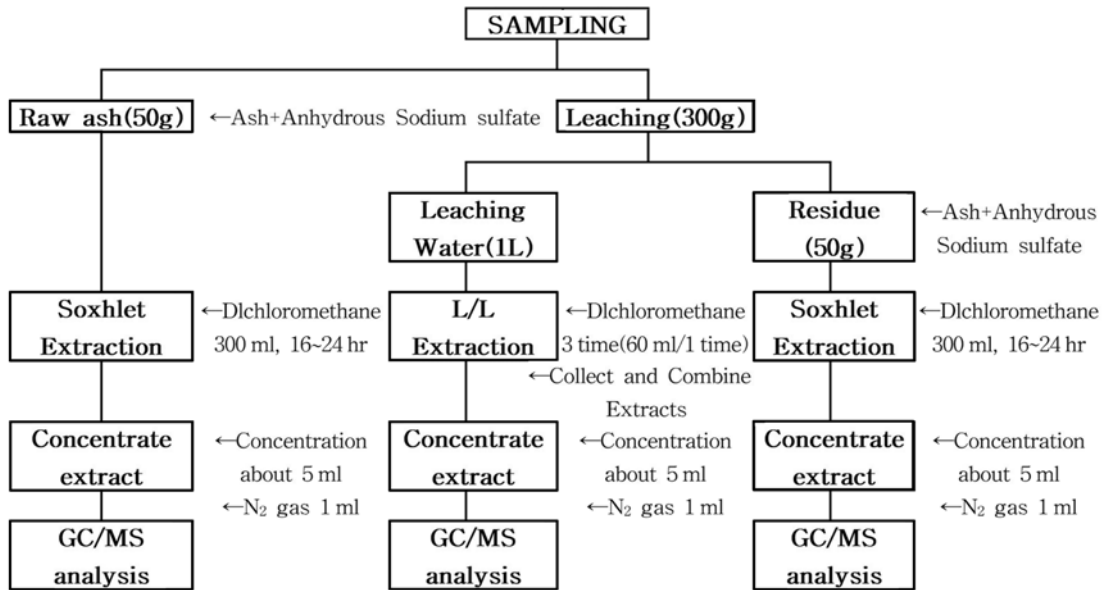 SAMPLING
Raw ash(50g)
←Ash+Anhydrous Sodium sulfate
Leaching(300g)
Leaching
Water(1L)
Residue
(50g)
←Ash+Anhydrous
Sodium sulfate
Soxhlet
Extraction
←Dlchloromethane
300 ml, 16~24 hr
L/L
Extraction
←Dlchloromethane
3 time(60 ml/1 time)
←Collect and Combine
Extracts
Soxhlet
Extraction
←Dlchloromethane
300 ml, 16~24 hr
Concentrate
extract
←Concentration
about 5 ml
←N₂ gas 1 ml
Concentrate
extract
←Concentration
about 5 ml
←N₂ gas 1 ml
Concentrate
extract
←Concentration
about 5 ml
←N₂ gas 1 ml
GC/MS
analysis
GC/MS
analysis
GC/MS
analysis